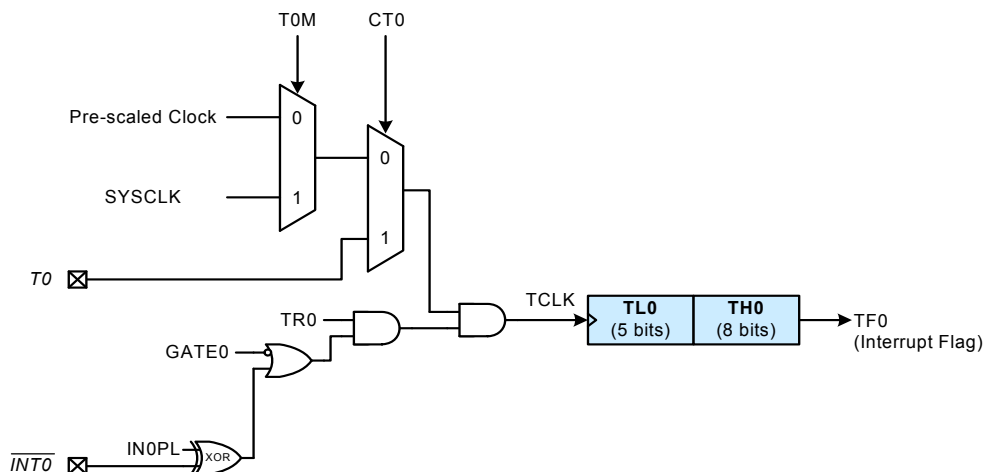 T0M CT0
Pre-scaled Clock 0
0
SYSCLK 1
1
T0
TCLK TL0 TH0
(5 bits) (8 bits)
TR0 TF0
(Interrupt Flag)
GATE0
IN0PL XOR
INT0